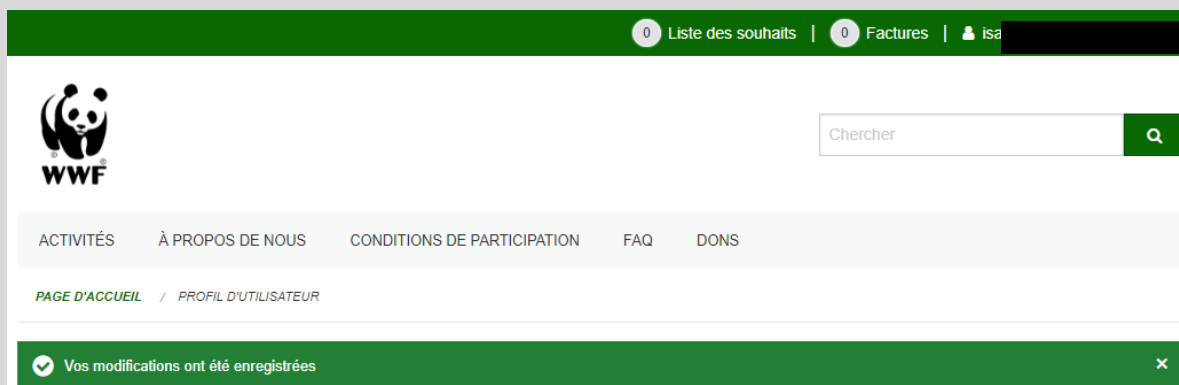 0 Liste des souhaits | 0 Factures | isa
WWF
Chercher
ACTIVITÉS À PROPOS DE NOUS CONDITIONS DE PARTICIPATION FAQ DONS
PAGE D'ACCUEIL / PROFIL D'UTILISATEUR
Vos modifications ont été enregistrées ×